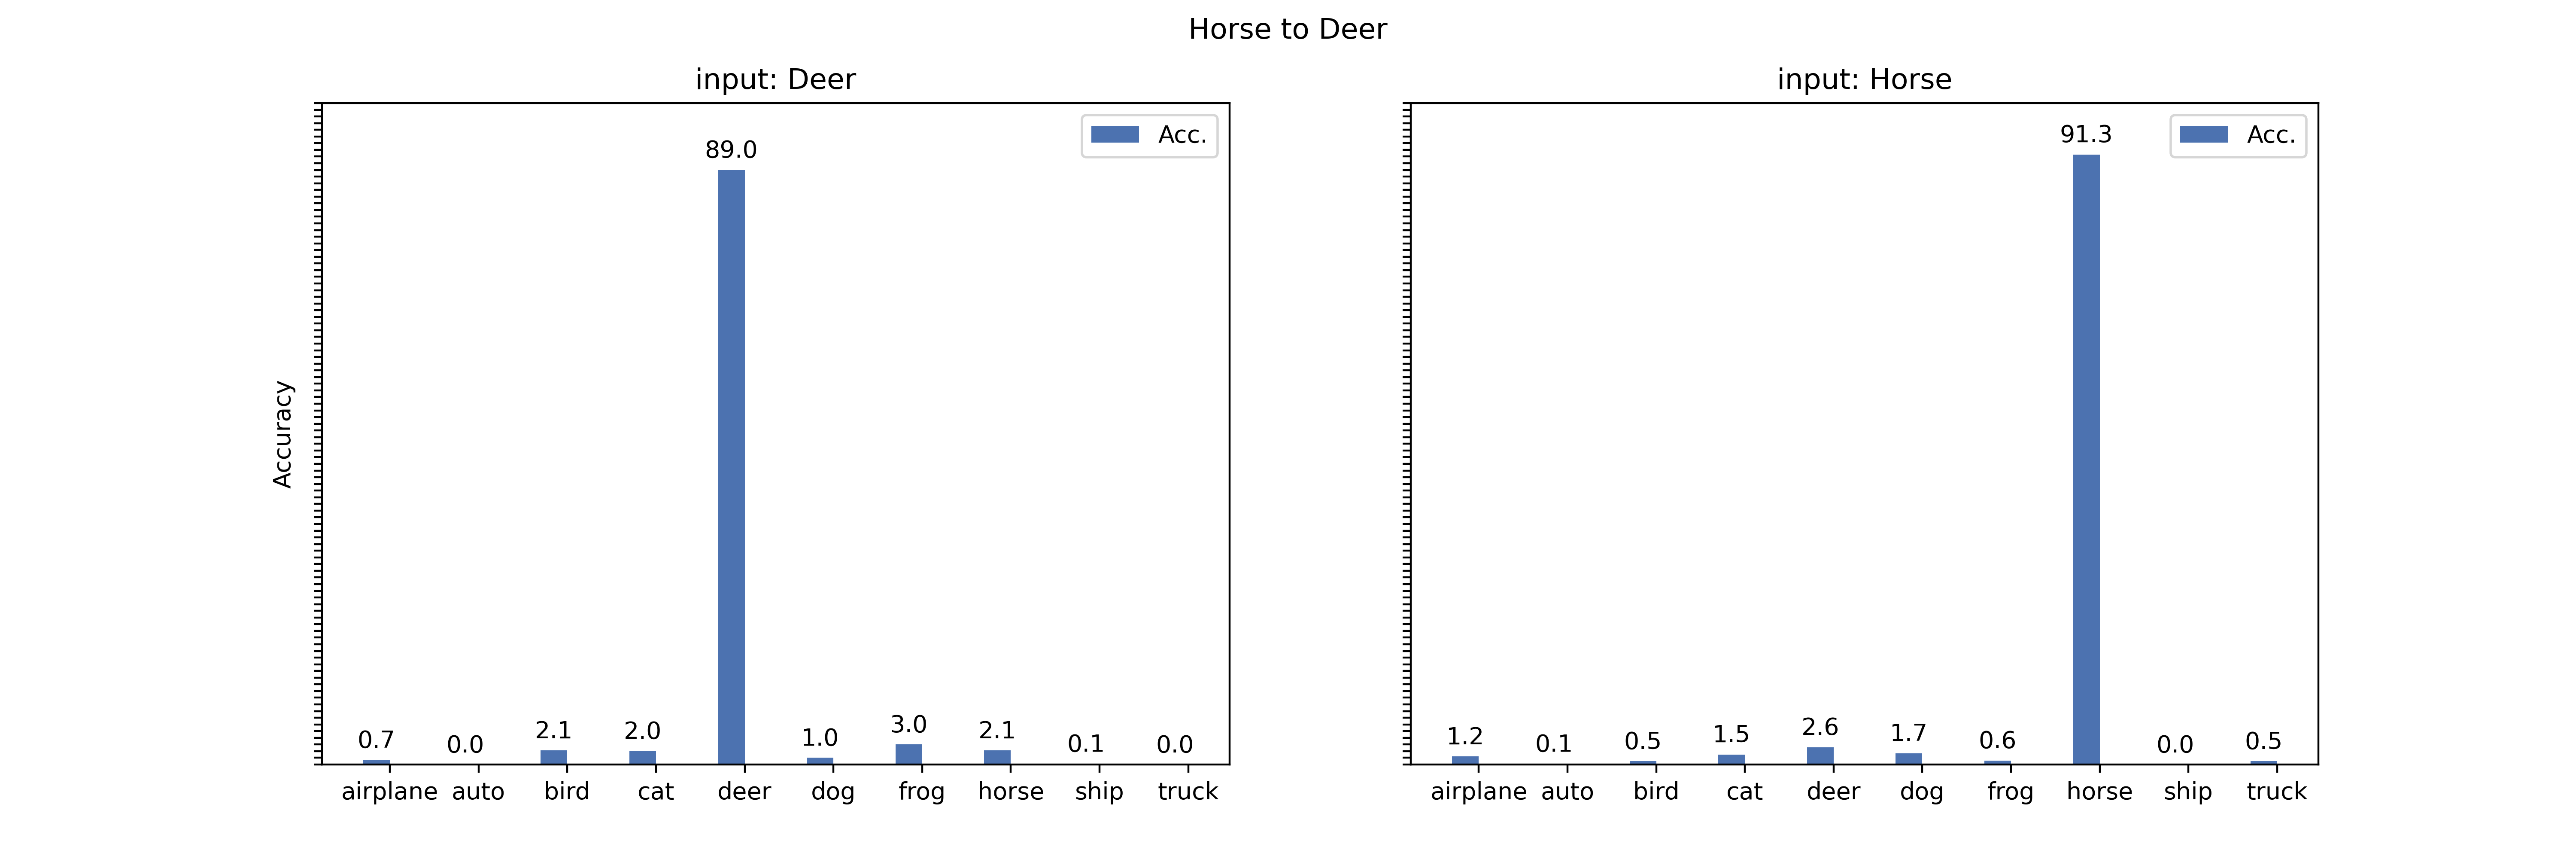 Horse to Deer
input: Deer
Acc.
89.0
0.7 0.0 2.1 2.0 1.0 3.0 2.1 0.1 0.0
Accuracy
airplane auto bird cat deer dog frog horse ship truck
input: Horse
Acc.
91.3
1.2 0.1 0.5 1.5 2.6 1.7 0.6 0.0 0.5
airplane auto bird cat deer dog frog horse ship truck